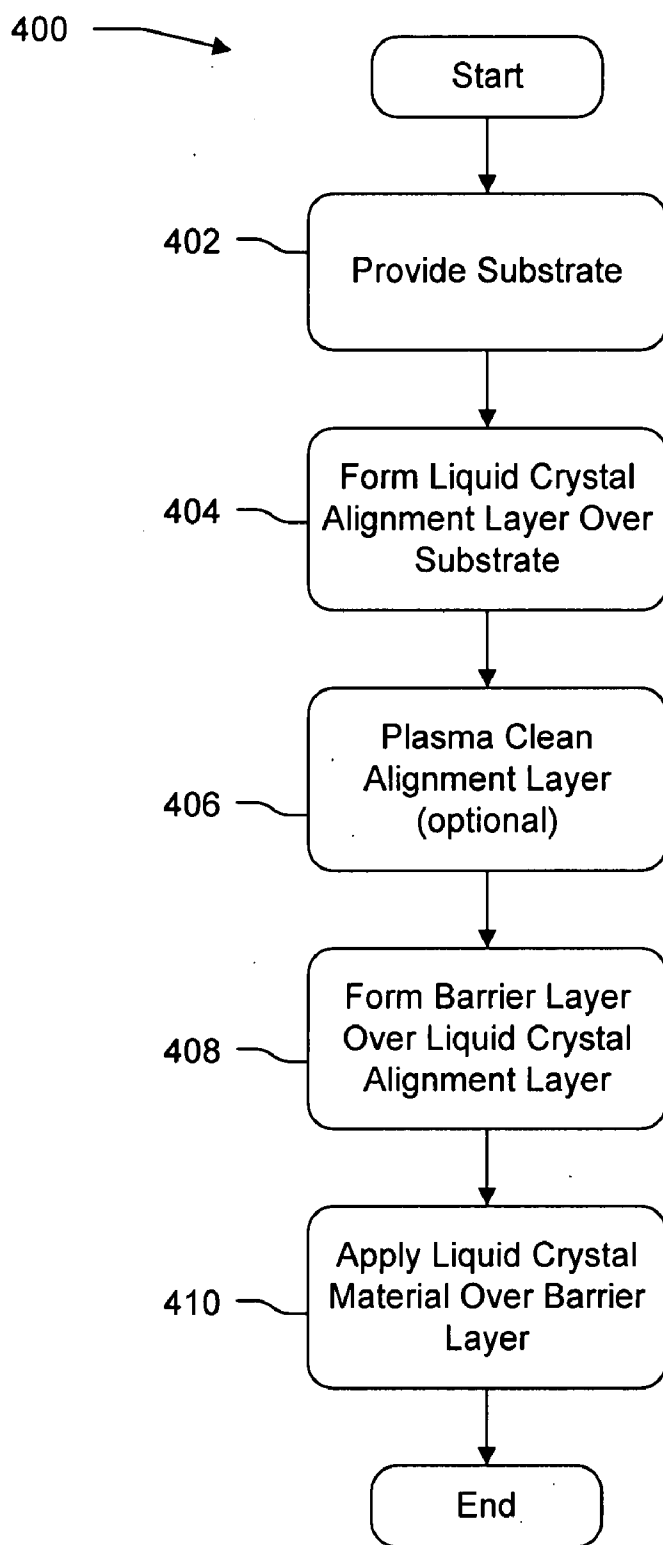 400
Start
402
Provide Substrate
404
Form Liquid Crystal
Alignment Layer Over
Substrate
406
Plasma Clean
Alignment Layer
(optional)
408
Form Barrier Layer
Over Liquid Crystal
Alignment Layer
410
Apply Liquid Crystal
Material Over Barrier
Layer
End